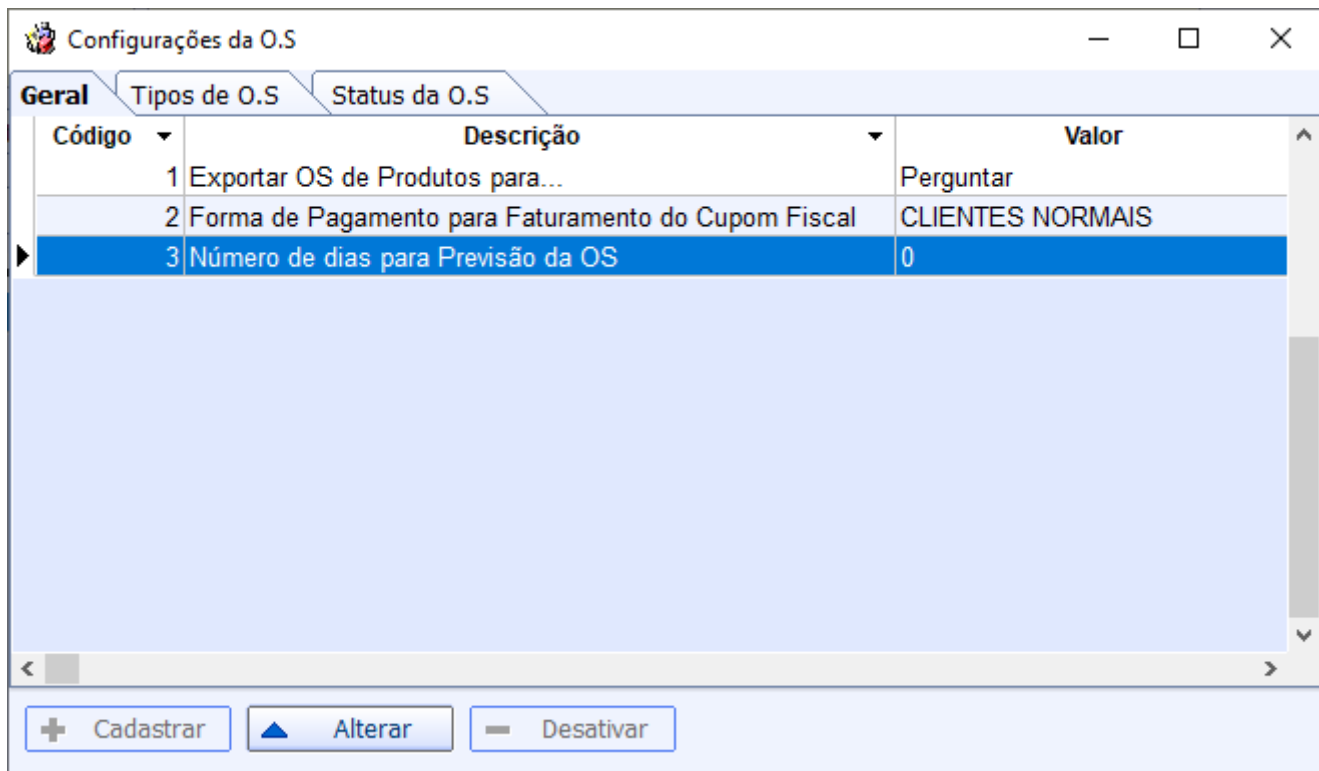 Configurações da O.S
Geral Tipos de O.S Status da O.S
Código Descrição Valor
1 Exportar OS de Produtos para... Perguntar
2 Forma de Pagamento para Faturamento do Cupom Fiscal CLIENTES NORMAIS
3 Número de dias para Previsão da OS 0
Cadastrar Alterar Desativar